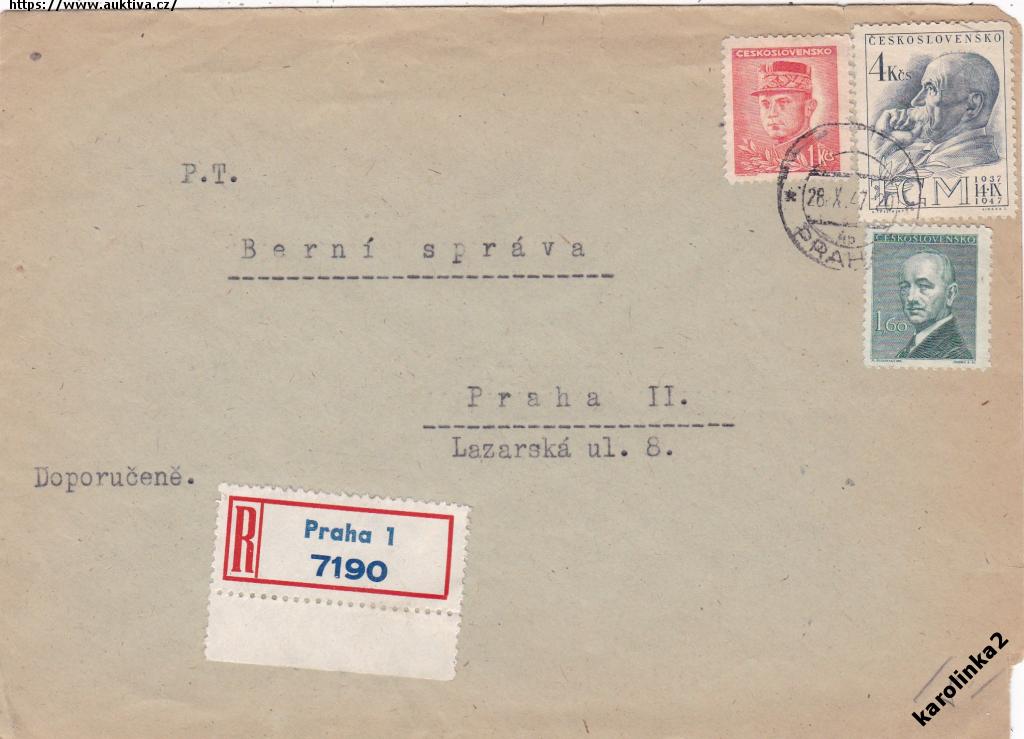 https://www.auktiva.cz/
ČESKOSLOVENSKO
1 Kčs
ČESKOSLOVENSKO
4 Kčs
TGM
1937
14·IX
1947
28.X.47
PRAHA
ČESKOSLOVENSKO
1,60
P.T.
Berní správa
Praha II.
Lazarská ul. 8.
Doporučeně.
R
Praha 1
7190
karolinka2